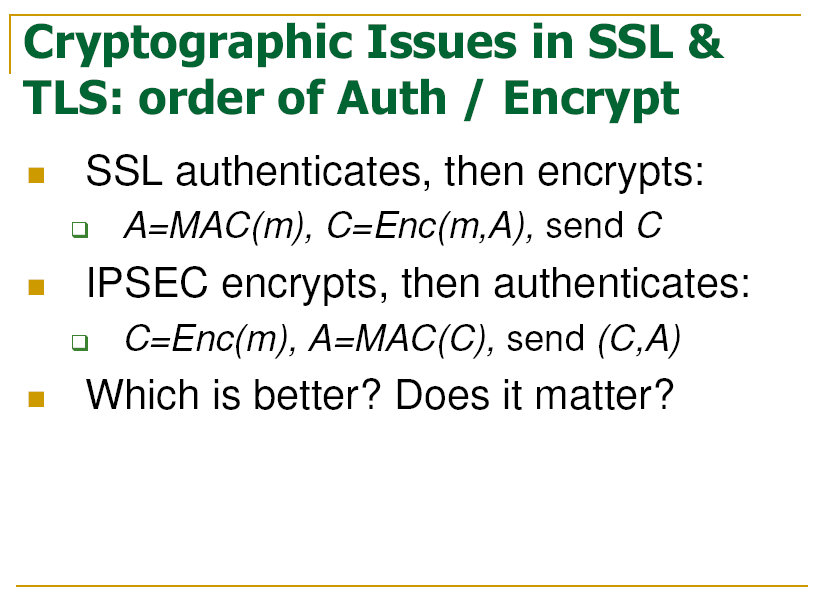 Cryptographic Issues in SSL &
TLS: order of Auth / Encrypt
SSL authenticates, then encrypts:
A=MAC(m), C=Enc(m,A), send C
IPSEC encrypts, then authenticates:
C=Enc(m), A=MAC(C), send (C,A)
Which is better? Does it matter?